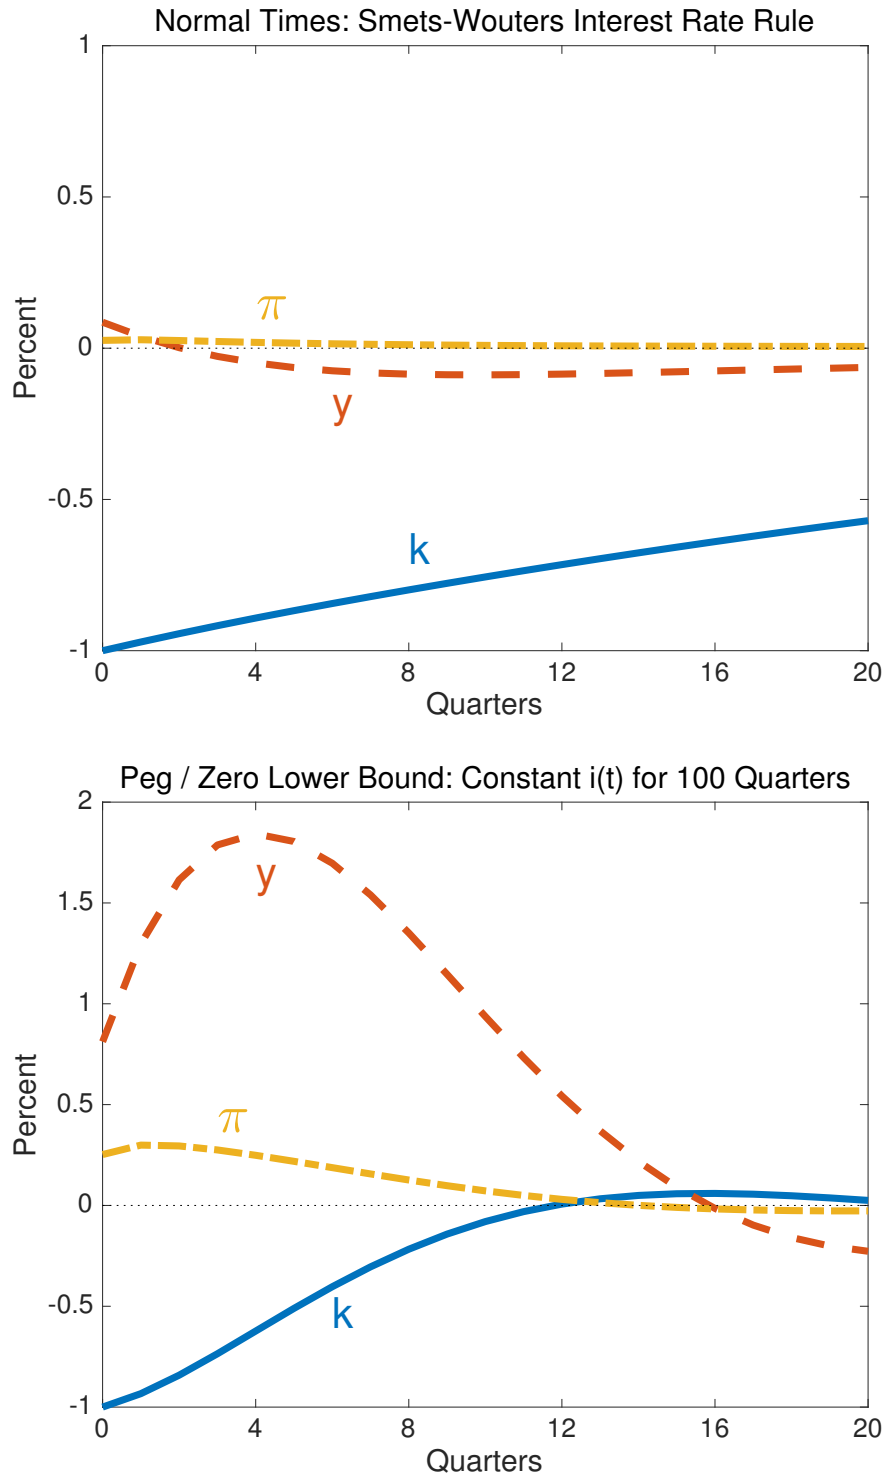 Normal Times: Smets-Wouters Interest Rate Rule
1
0.5
π
0
Percent
y
-0.5
k
-1
0 4 8 12 16 20
Quarters
Peg / Zero Lower Bound: Constant i(t) for 100 Quarters
2
y
1.5
1
Percent
0.5
π
0
-0.5
k
-1
0 4 8 12 16 20
Quarters